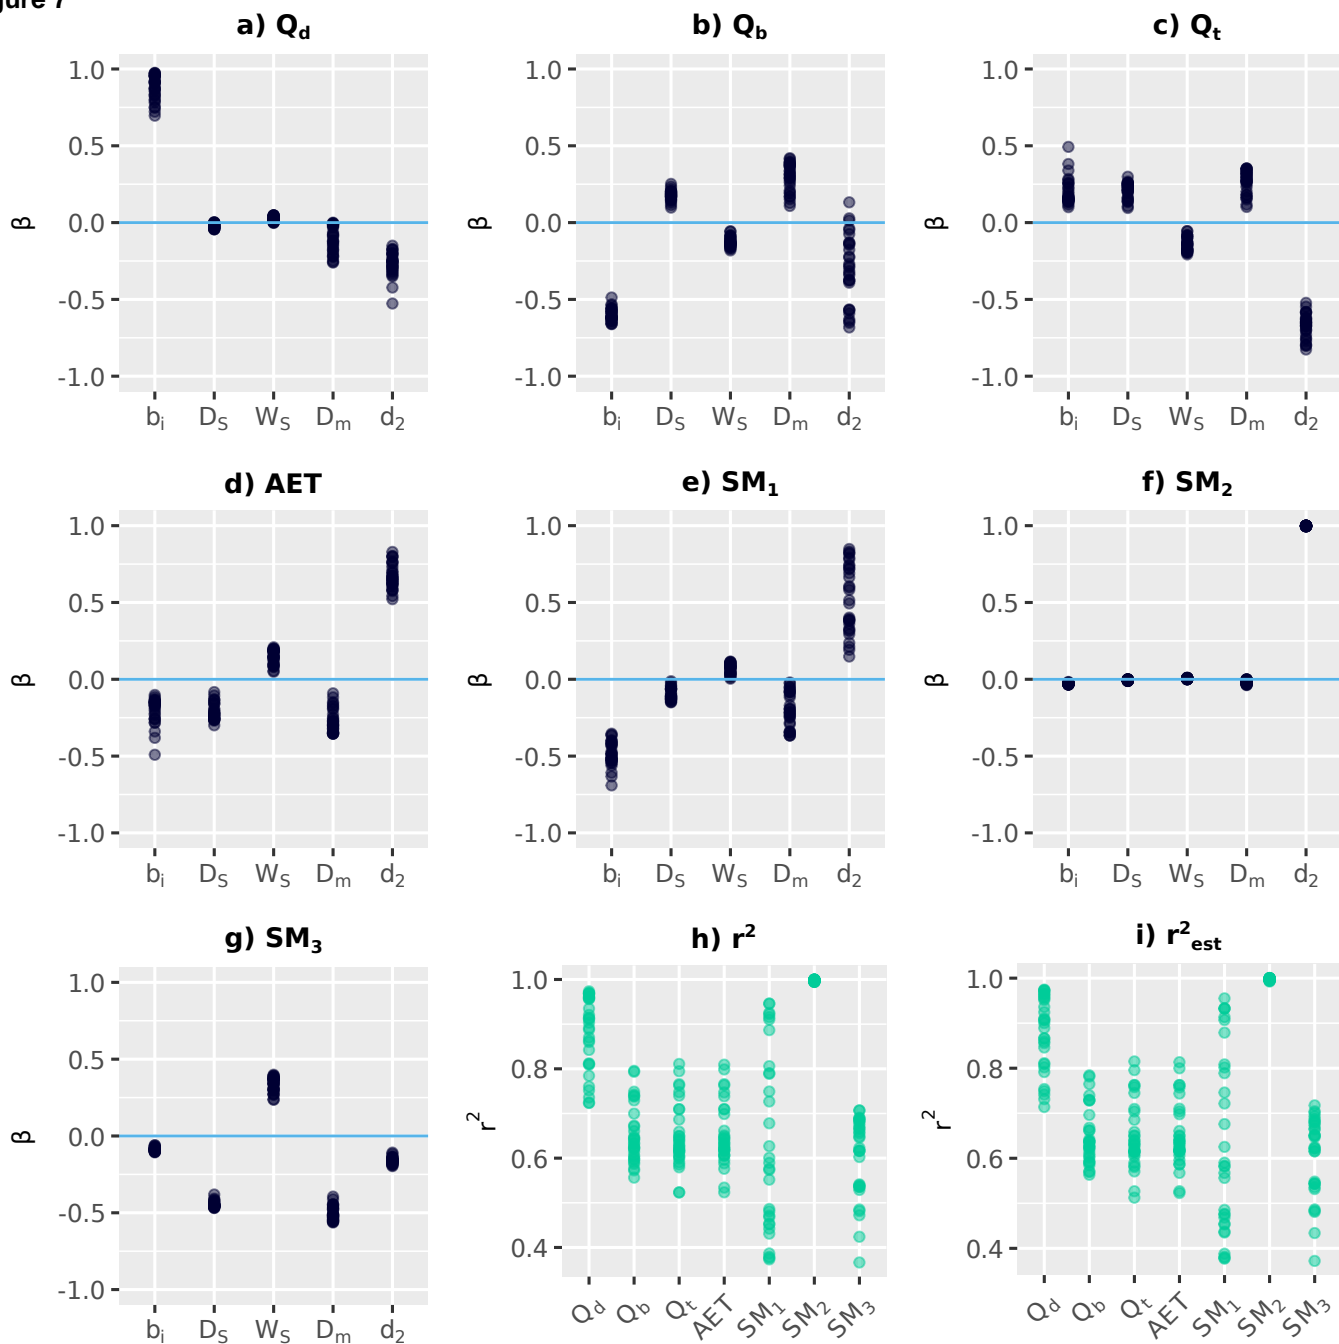 gure 7
a) Qd
b) Qb
c) Qt
β
1.0
0.5
0.0
-0.5
-1.0
bi DS WS Dm d2
β
1.0
0.5
0.0
-0.5
-1.0
bi DS WS Dm d2
β
1.0
0.5
0.0
-0.5
-1.0
bi DS WS Dm d2
d) AET
e) SM1
f) SM2
β
1.0
0.5
0.0
-0.5
-1.0
bi DS WS Dm d2
β
1.0
0.5
0.0
-0.5
-1.0
bi DS WS Dm d2
β
1.0
0.5
0.0
-0.5
-1.0
bi DS WS Dm d2
g) SM3
h) r2
i) r2est
β
1.0
0.5
0.0
-0.5
-1.0
bi DS WS Dm d2
r2
1.0
0.8
0.6
0.4
Qd Qb Qt AET SM1 SM2 SM3
r2
1.0
0.8
0.6
0.4
Qd Qb Qt AET SM1 SM2 SM3